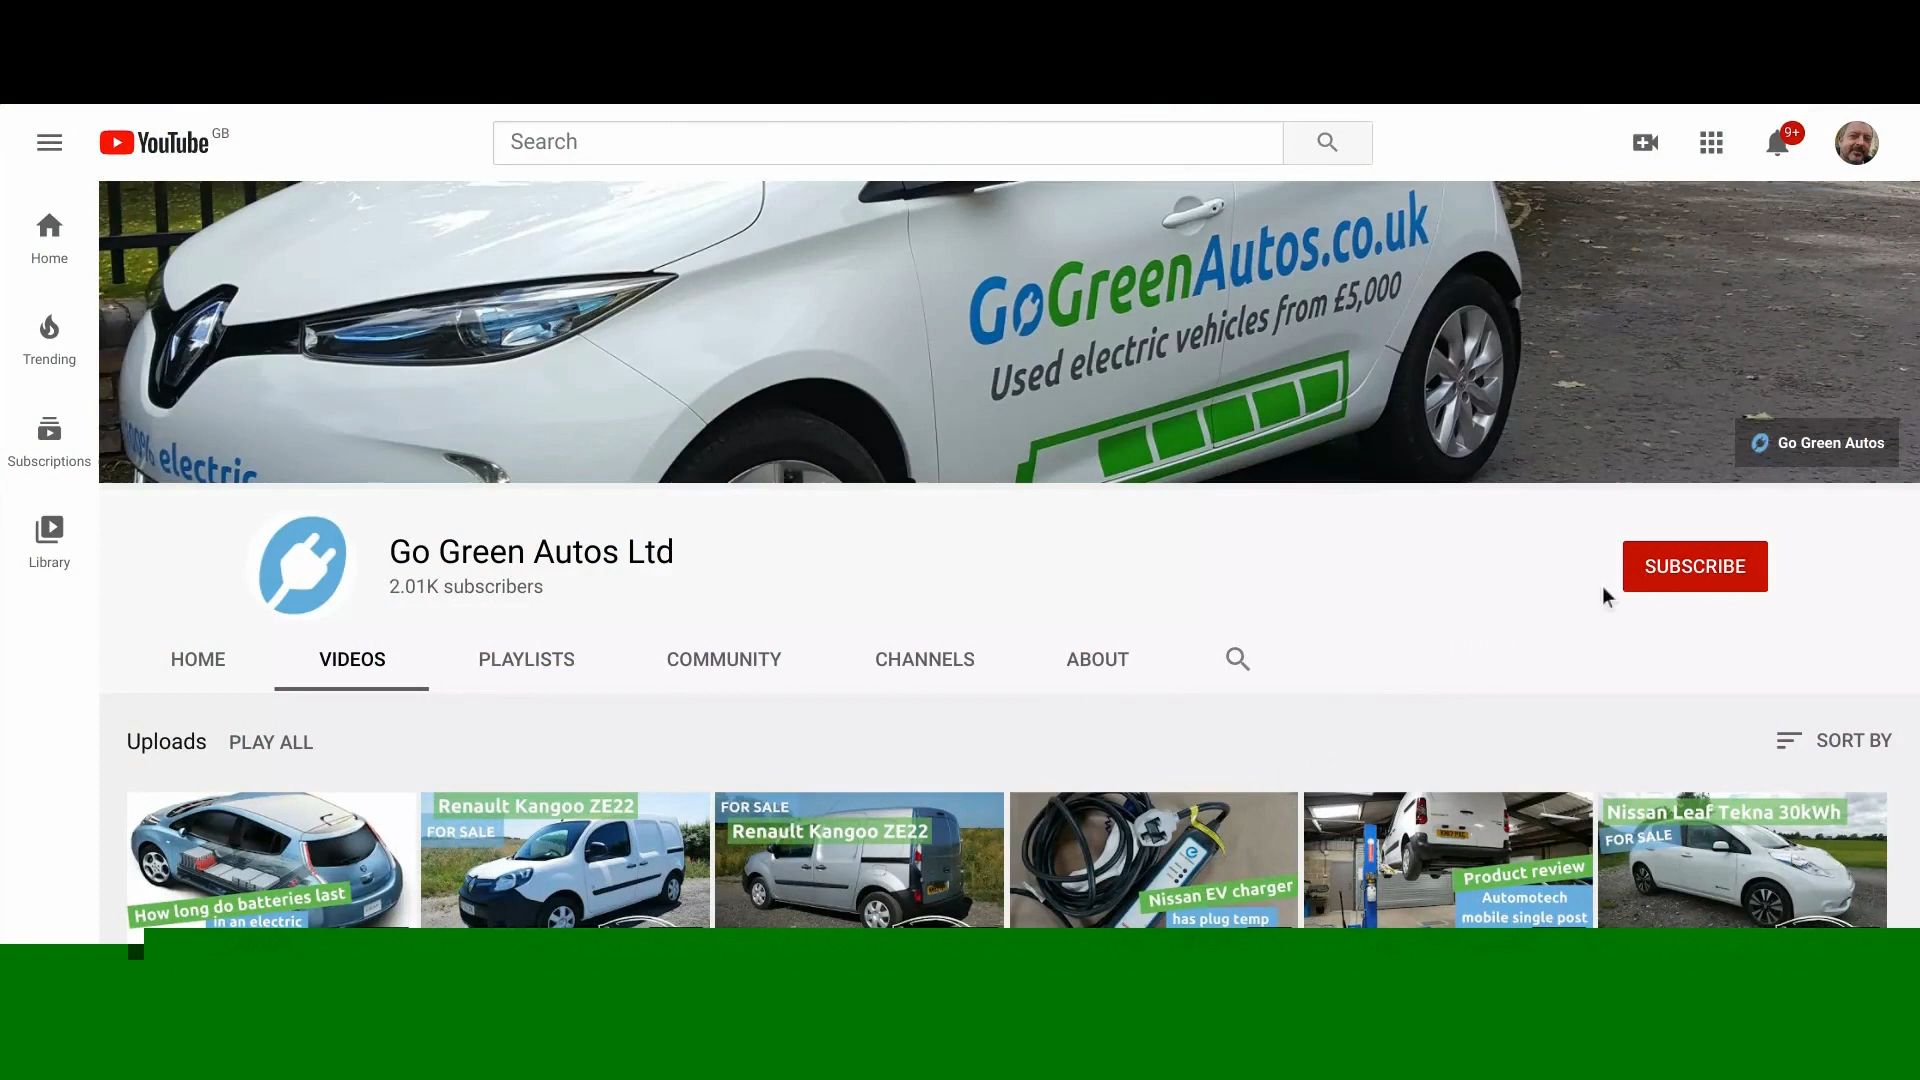 YouTube GB
Search
9+
Home
Trending
Subscriptions
Library
GoGreenAutos.co.uk
Used electric vehicles from £5,000
100% electric
Go Green Autos
Go Green Autos Ltd
2.01K subscribers
SUBSCRIBE
HOME
VIDEOS
PLAYLISTS
COMMUNITY
CHANNELS
ABOUT
Uploads
PLAY ALL
SORT BY
How long do batteries last
in an electric
Renault Kangoo ZE22
FOR SALE
FOR SALE
Renault Kangoo ZE22
Nissan EV charger
has plug temp
Product review
Automotech
mobile single post
Nissan Leaf Tekna 30kWh
FOR SALE